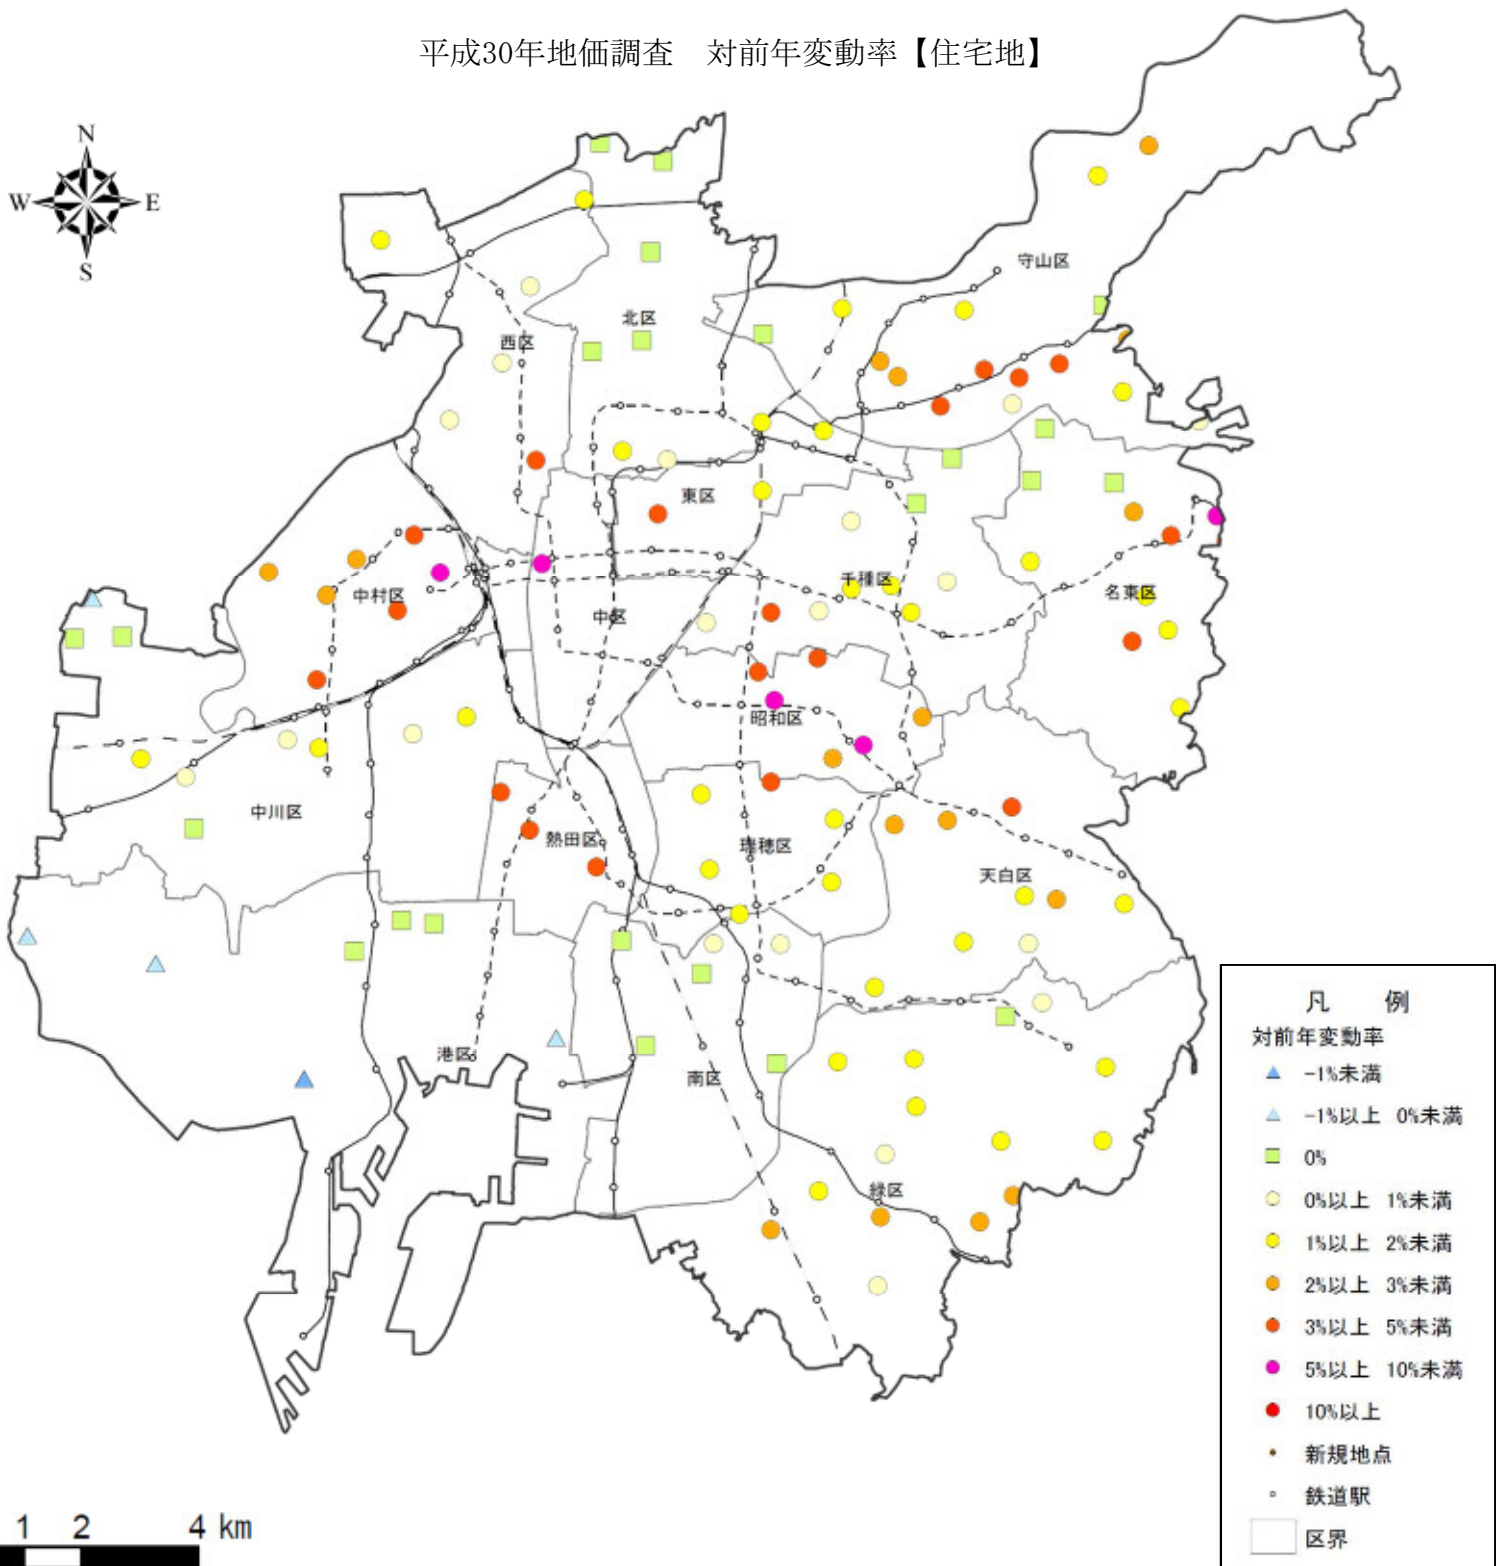 平成30年地価調査　対前年変動率【住宅地】
N
W
E
S
守山区
北区
西区
東区
千種区
名東区
中村区
中区
昭和区
中川区
熱田区
瑞穂区
天白区
港区
南区
緑区
凡　例
対前年変動率
-1%未満
-1%以上　0%未満
0%
0%以上　1%未満
1%以上　2%未満
2%以上　3%未満
3%以上　5%未満
5%以上　10%未満
10%以上
新規地点
鉄道駅
区界
1 2 4 km